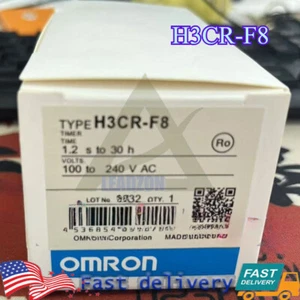 H3CR-F8
TYPE H3CR-F8
TIMER
TIME
1.2 s to 30 h
VOLTS.
100 to 240 V AC
Ro
LOT No. QTY. 1
OMRON Corporation
OMRON
FAST
DELIVERY
Fast delivery